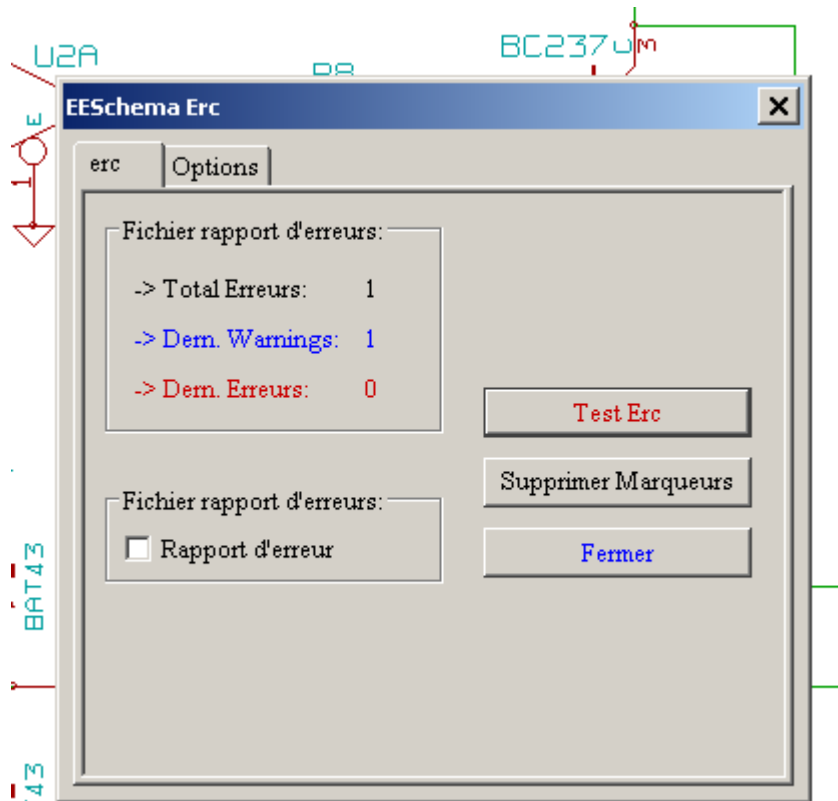 U2A
BC237
EESchema Erc
erc
Options
Fichier rapport d'erreurs:
-> Total Erreurs: 1
-> Dern. Warnings: 1
-> Dern. Erreurs: 0
Test Erc
Supprimer Marqueurs
Fichier rapport d'erreurs:
Rapport d'erreur
Fermer
E
1
BAT43